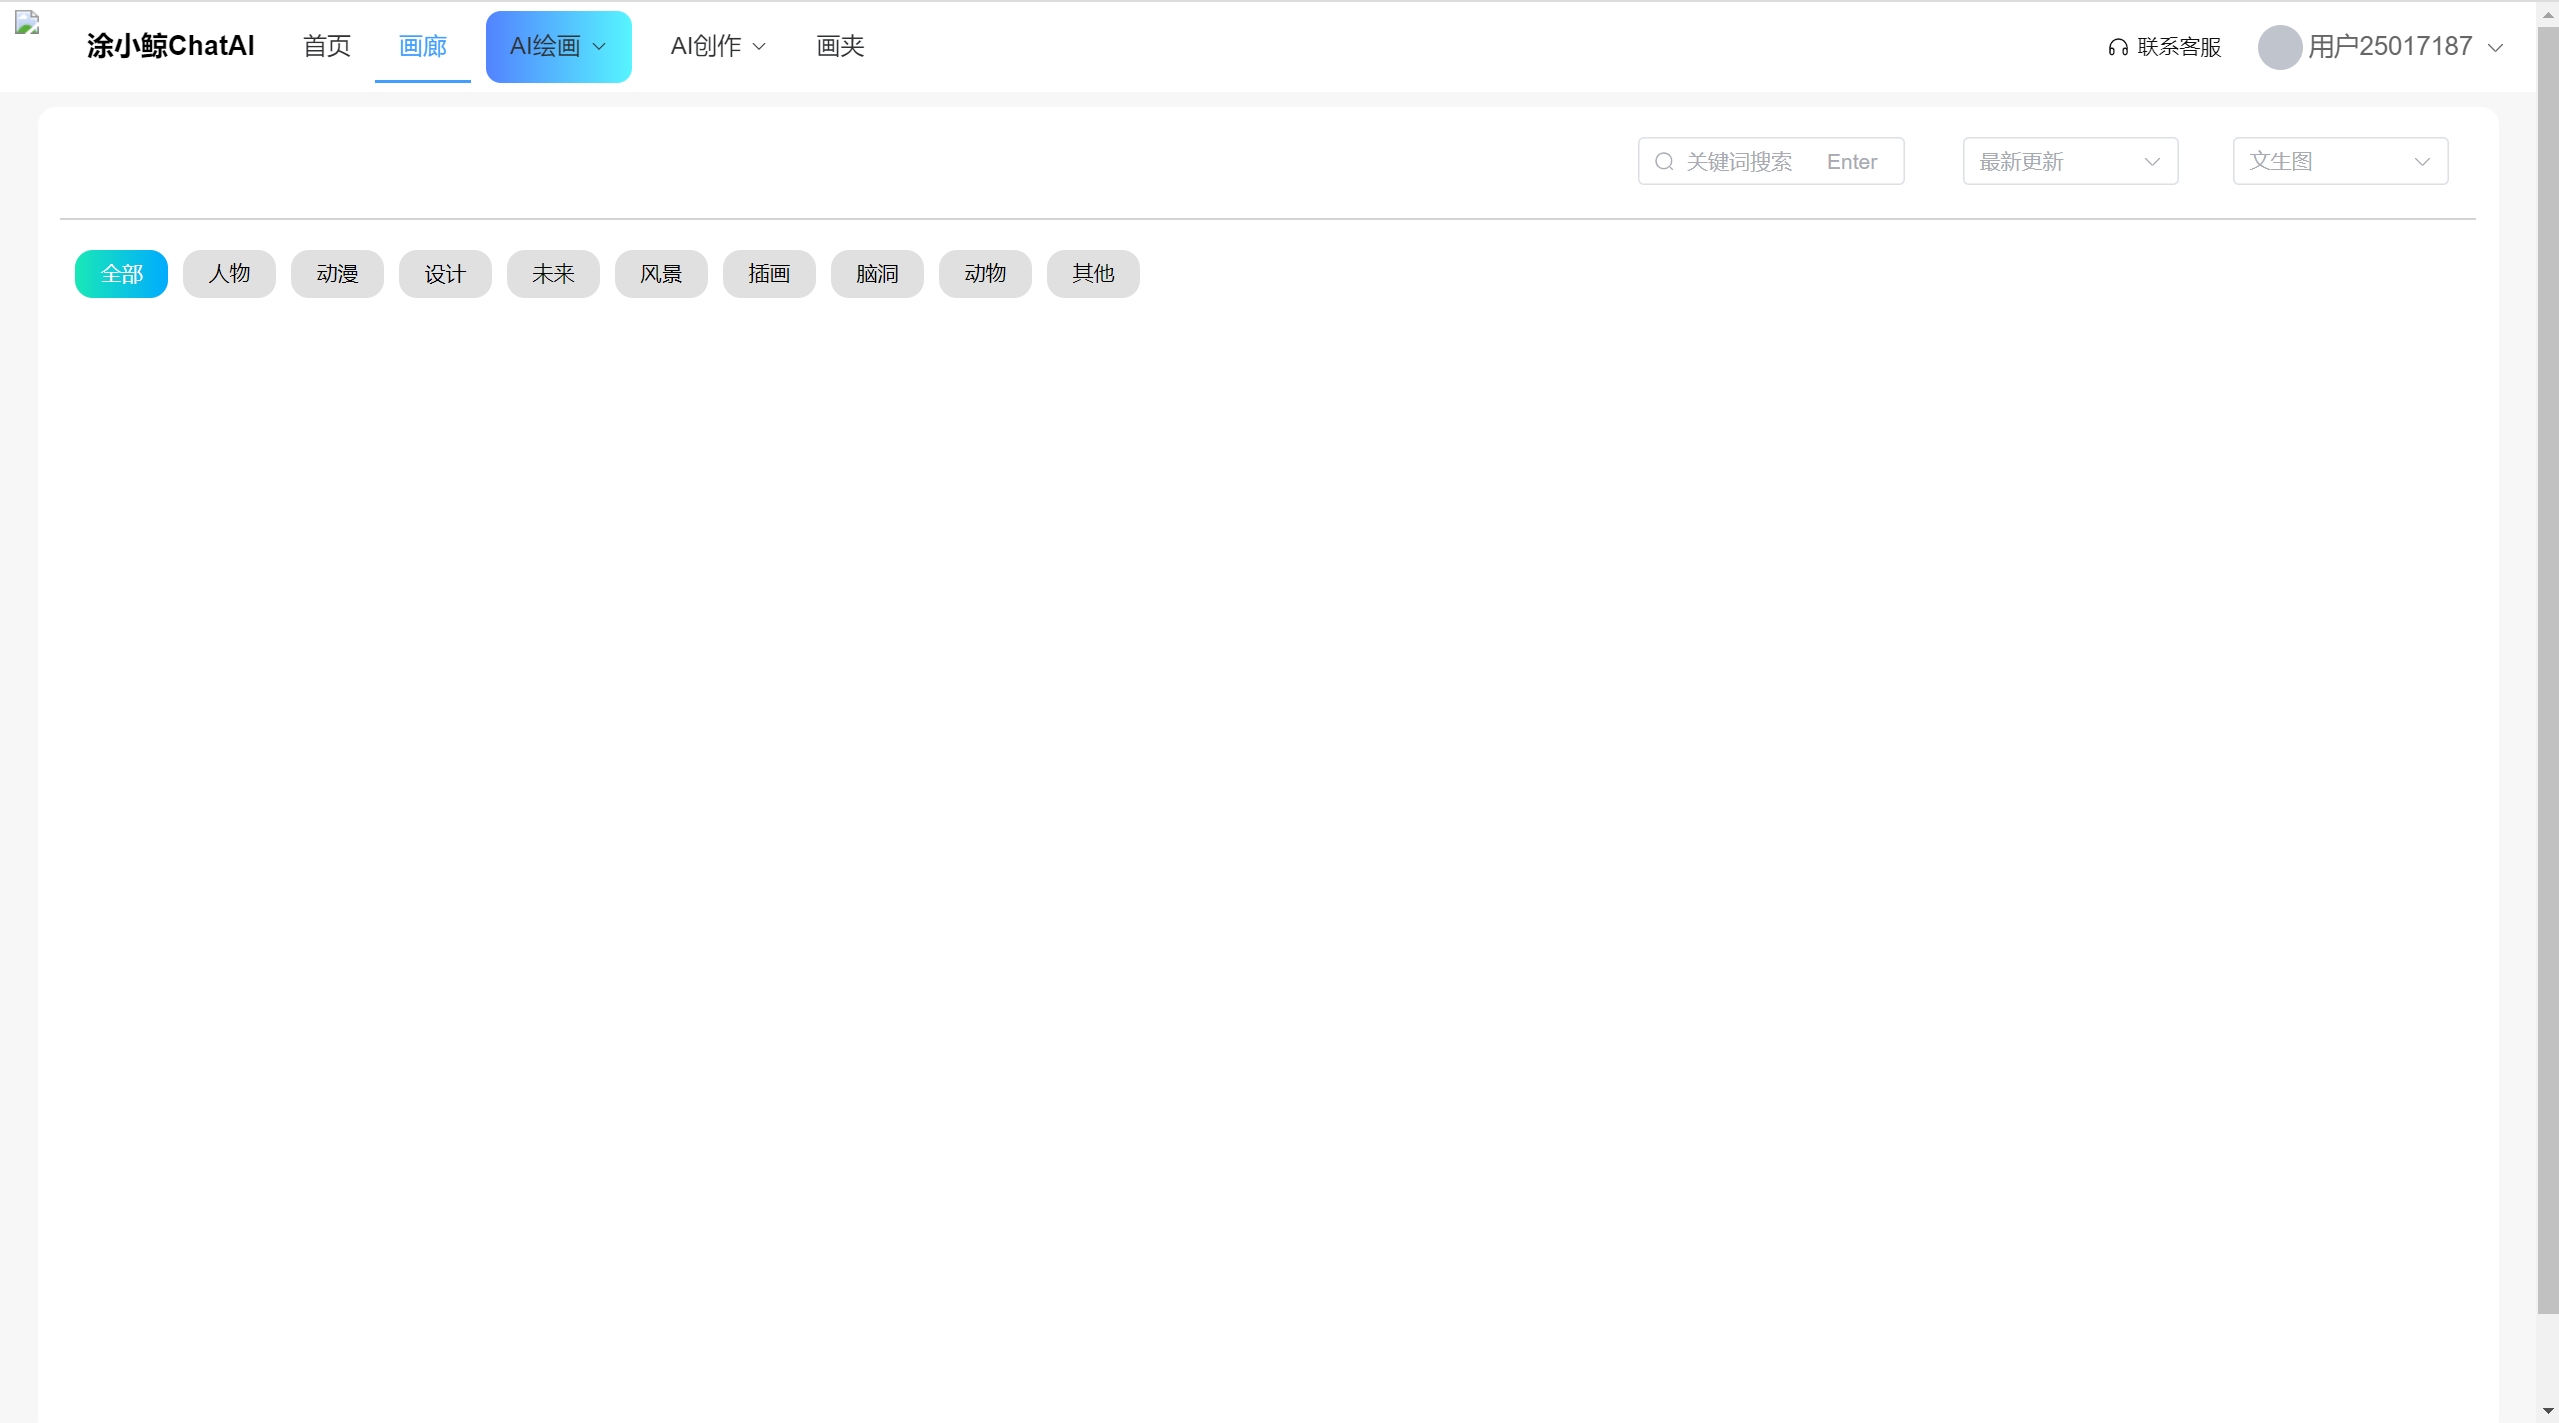 涂小鲸ChatAI 首页 画廊 AI绘画 AI创作 画夹 联系客服 用户25017187
关键词搜索 Enter 最新更新 文生图
全部 人物 动漫 设计 未来 风景 插画 脑洞 动物 其他